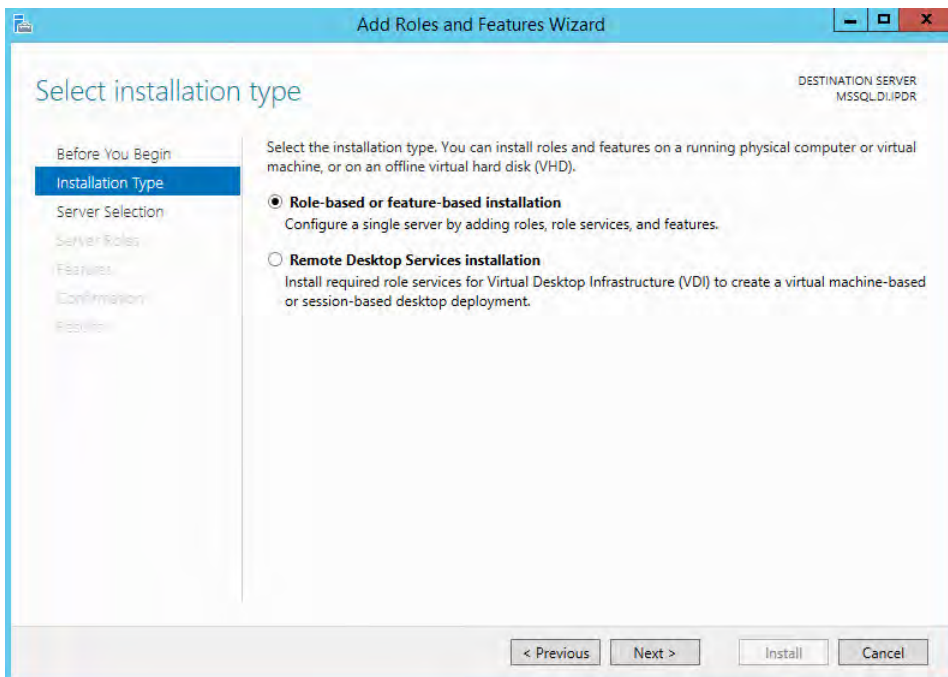 Add Roles and Features Wizard
Select installation type
DESTINATION SERVER
MSSQL.DI.IPDR
Before You Begin
Installation Type
Server Selection
Server Roles
Features
Confirmation
Results
Select the installation type. You can install roles and features on a running physical computer or virtual
machine, or on an offline virtual hard disk (VHD).
Role-based or feature-based installation
Configure a single server by adding roles, role services, and features.
Remote Desktop Services installation
Install required role services for Virtual Desktop Infrastructure (VDI) to create a virtual machine-based
or session-based desktop deployment.
< Previous
Next >
Install
Cancel